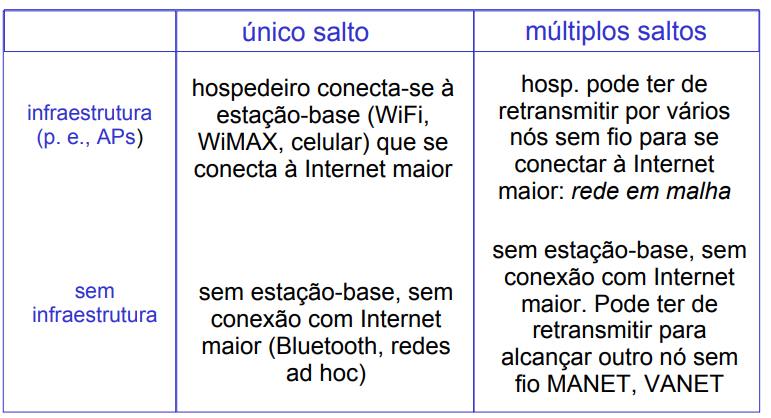 único salto
múltiplos saltos
infraestrutura
(p. e., APs)
hospedeiro conecta-se à
estação-base (WiFi,
WiMAX, celular) que se
conecta à Internet maior
hosp. pode ter de
retransmitir por vários
nós sem fio para se
conectar à Internet
maior: rede em malha
sem
infraestrutura
sem estação-base, sem
conexão com Internet
maior (Bluetooth, redes
ad hoc)
sem estação-base, sem
conexão com Internet
maior. Pode ter de
retransmitir para
alcançar outro nó sem
fio MANET, VANET